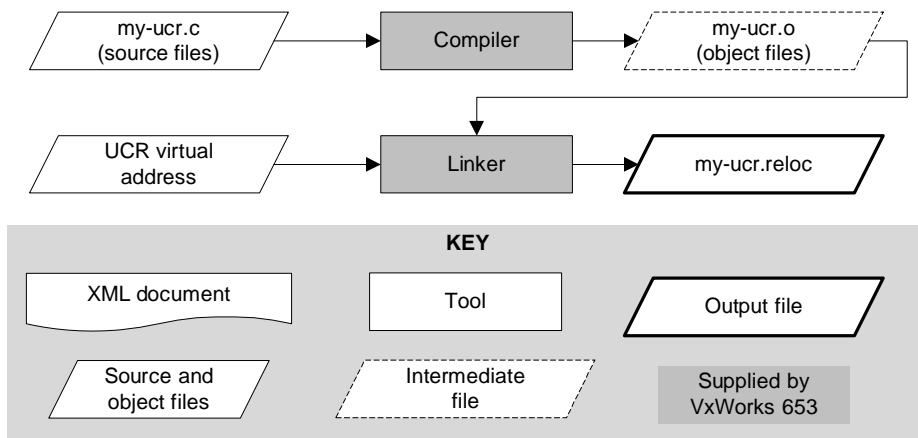 my-ucr.c
(source files)
Compiler
my-ucr.o
(object files)
UCR virtual
address
Linker
my-ucr.reloc
KEY
XML document
Tool
Output file
Source and
object files
Intermediate
file
Supplied by
VxWorks 653